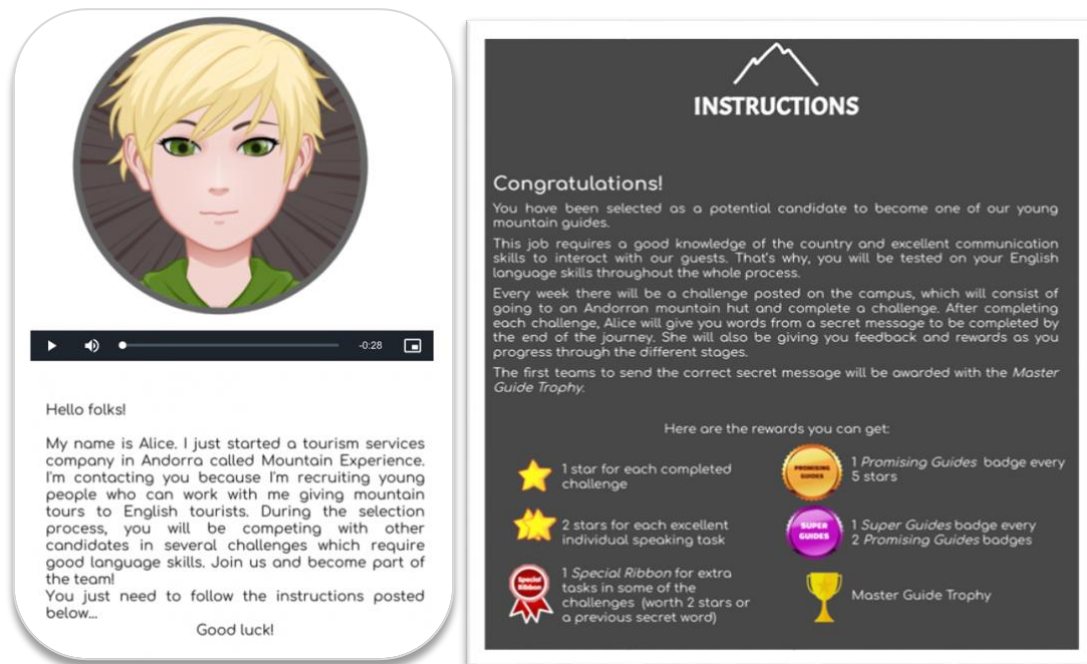 -0:28
Hello folks!
My name is Alice. I just started a tourism services
company in Andorra called Mountain Experience.
I'm contacting you because I'm recruiting young
people who can work with me giving mountain
tours to English tourists. During the selection
process, you will be competing with other
candidates in several challenges which require
good language skills. Join us and become part of
the team!
You just need to follow the instructions posted
below...
Good luck!
INSTRUCTIONS
Congratulations!
You have been selected as a potential candidate to become one of our young
mountain guides.
This job requires a good knowledge of the country and excellent communication
skills to interact with our guests. That's why, you will be tested on your English
language skills throughout the whole process.
Every week there will be a challenge posted on the campus, which will consist of
going to an Andorran mountain hut and complete a challenge. After completing
each challenge, Alice will give you words from a secret message to be completed by
the end of the journey. She will also be giving you feedback and rewards as you
progress through the different stages.
The first teams to send the correct secret message will be awarded with the Master
Guide Trophy.
Here are the rewards you can get:
1 star for each completed
challenge
2 stars for each excellent
individual speaking task
Special
Ribbon
1 Special Ribbon for extra
tasks in some of the
challenges (worth 2 stars or
a previous secret word)
PROMISING
GUIDES
1 Promising Guides badge every
5 stars
SUPER
GUIDES
1 Super Guides badge every
2 Promising Guides badges
Master Guide Trophy